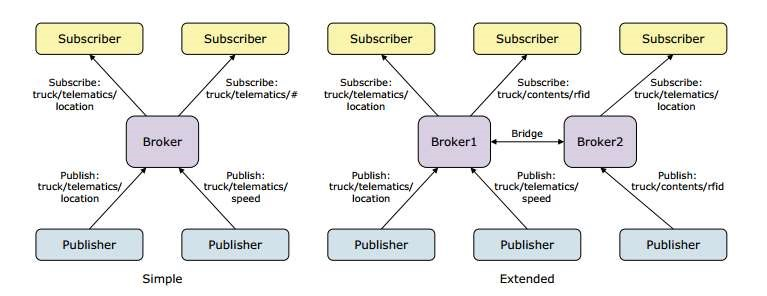 Subscriber
Subscriber
Subscriber
Subscriber
Subscriber
Subscribe:
truck/telematics/
location
Subscribe:
truck/telematics/#
Subscribe:
truck/telematics/
location
Subscribe:
truck/contents/rfid
Subscribe:
truck/telematics/
location
Broker
Broker1
Bridge
Broker2
Publish:
truck/telematics/
location
Publish:
truck/telematics/
speed
Publish:
truck/telematics/
location
Publish:
truck/telematics/
speed
Publish:
truck/contents/rfid
Publisher
Publisher
Publisher
Publisher
Publisher
Simple
Extended